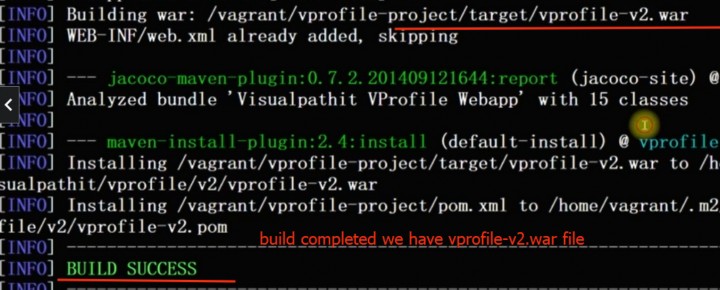 [INFO] Building war: /vagrant/vprofile-project/target/vprofile-v2.war
[INFO] WEB-INF/web.xml already added, skipping
[INFO]
[INFO] --- jacoco-maven-plugin:0.7.2.201409121644:report (jacoco-site) @
[INFO] Analyzed bundle 'Visualpathit VProfile Webapp' with 15 classes
[INFO]
[INFO] --- maven-install-plugin:2.4:install (default-install) @ vprofile
[INFO] Installing /vagrant/vprofile-project/target/vprofile-v2.war to /h
sualpathit/vprofile/v2/vprofile-v2.war
[INFO] Installing /vagrant/vprofile-project/pom.xml to /home/vagrant/.m2
file/v2/vprofile-v2.pom
build completed we have vprofile-v2.war file
[INFO] ------------------------------------------------------------------------
[INFO] BUILD SUCCESS
[INFO] ------------------------------------------------------------------------